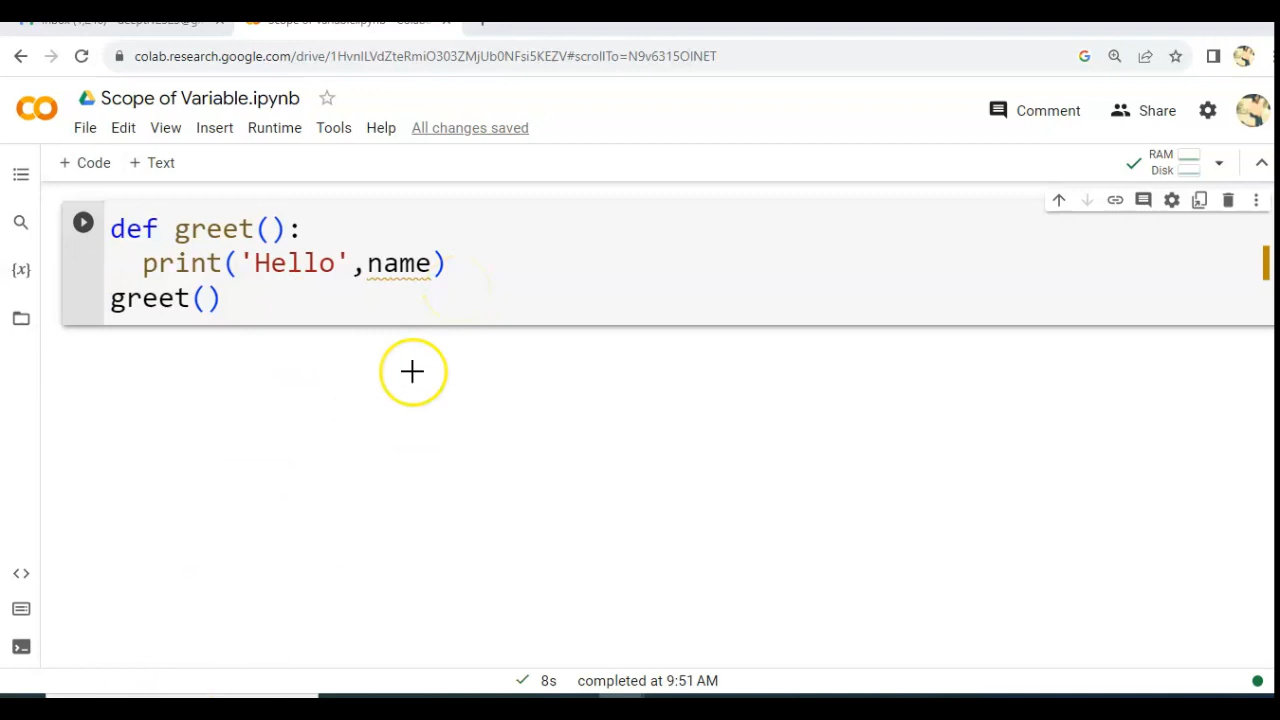 colab.research.google.com/drive/1HvnILVdZteRmiO303ZMjUb0NFsi5KEZV#scrollTo=N9v6315OINET
Scope of Variable.ipynb
Comment
Share
File Edit View Insert Runtime Tools Help All changes saved
+ Code + Text
RAM
Disk
def greet():
print('Hello',name)
greet()
8s completed at 9:51 AM